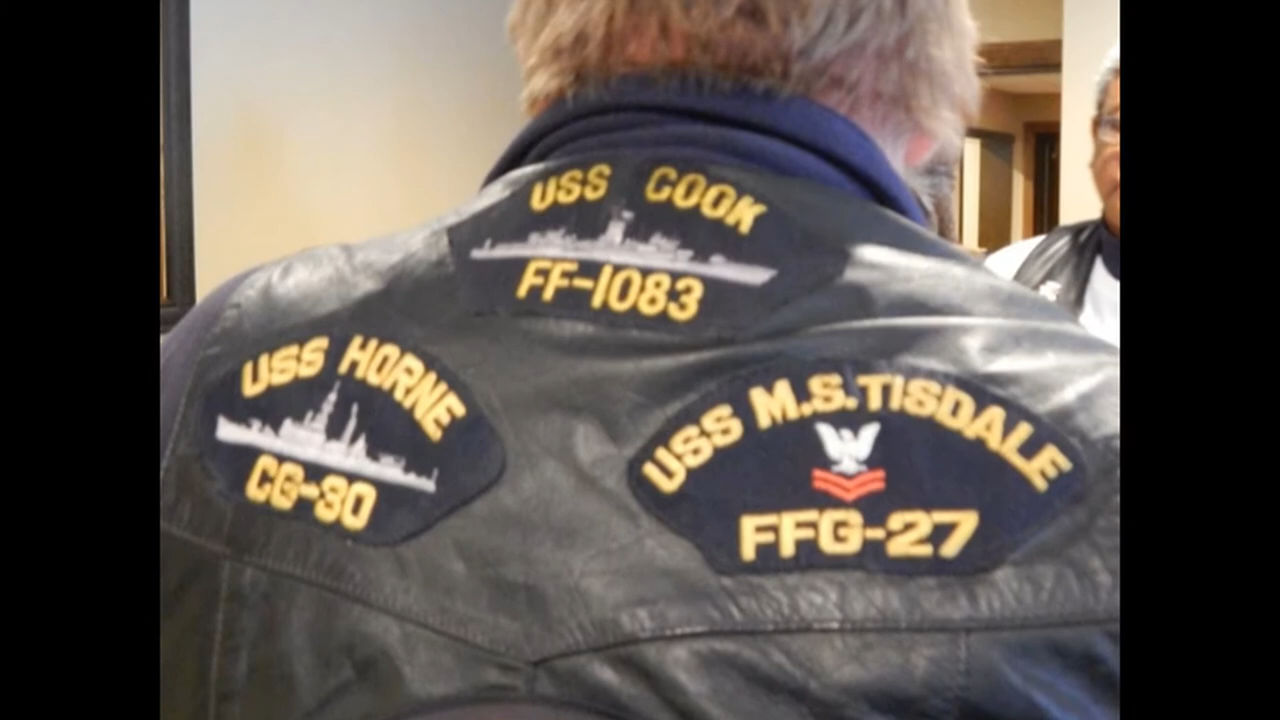 USS COOK
FF-1083
USS HORNE
CG-30
USS M.S. TISDALE
FFG-27